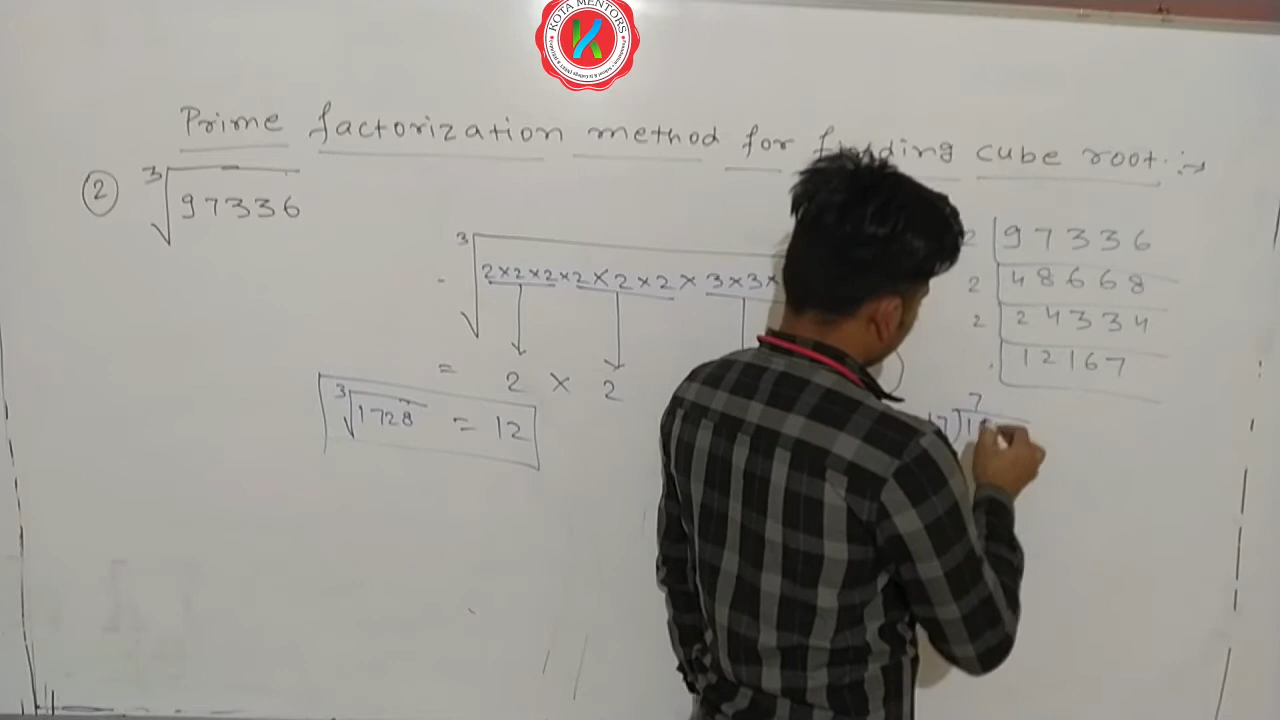 KOTA MENTORS
K
Prime factorization method for finding cube root :→
② ³√97336
³√2×2×2×2×2×2×3×3×
= 2 × 2
³√1728 = 12
2 | 97336
2 | 48668
2 | 24334
12167
7
17)1